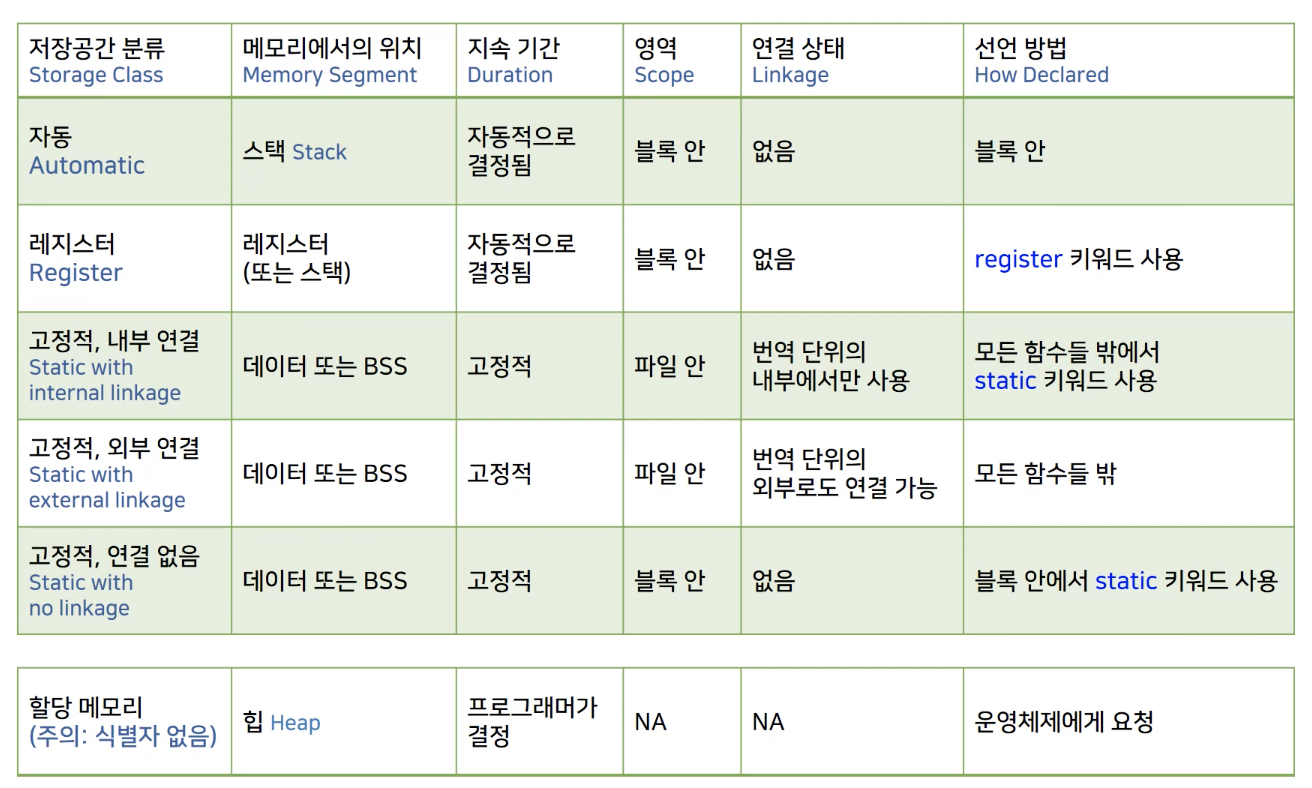 저장공간 분류
Storage Class
메모리에서의 위치
Memory Segment
지속 기간
Duration
영역
Scope
연결 상태
Linkage
선언 방법
How Declared
자동
Automatic
스택 Stack
자동적으로
결정됨
블록 안
없음
블록 안
레지스터
Register
레지스터
(또는 스택)
자동적으로
결정됨
블록 안
없음
register 키워드 사용
고정적, 내부 연결
Static with
internal linkage
데이터 또는 BSS
고정적
파일 안
번역 단위의
내부에서만 사용
모든 함수들 밖에서
static 키워드 사용
고정적, 외부 연결
Static with
external linkage
데이터 또는 BSS
고정적
파일 안
번역 단위의
외부로도 연결 가능
모든 함수들 밖
고정적, 연결 없음
Static with
no linkage
데이터 또는 BSS
고정적
블록 안
없음
블록 안에서 static 키워드 사용
할당 메모리
(주의: 식별자 없음)
힙 Heap
프로그래머가
결정
NA
NA
운영체제에게 요청